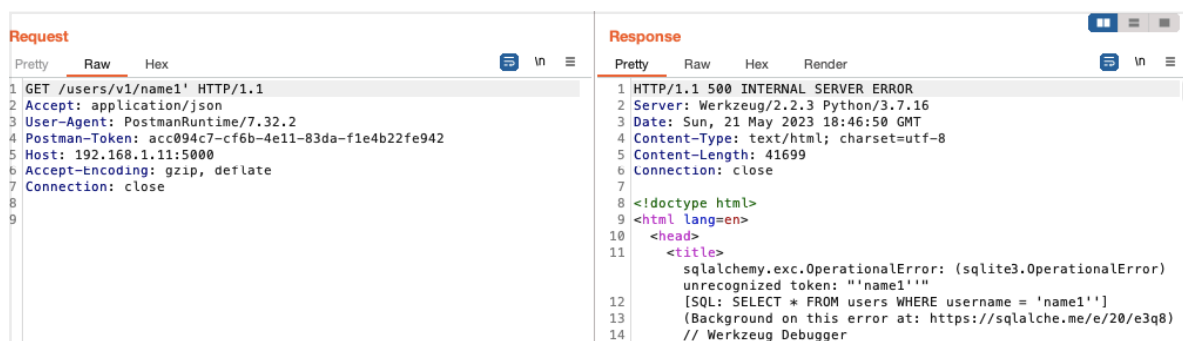 Request
Pretty Raw Hex \n
1 GET /users/v1/name1' HTTP/1.1
2 Accept: application/json
3 User-Agent: PostmanRuntime/7.32.2
4 Postman-Token: acc094c7-cf6b-4e11-83da-f1e4b22fe942
5 Host: 192.168.1.11:5000
6 Accept-Encoding: gzip, deflate
7 Connection: close
8
9
Response
Pretty Raw Hex Render \n
1 HTTP/1.1 500 INTERNAL SERVER ERROR
2 Server: Werkzeug/2.2.3 Python/3.7.16
3 Date: Sun, 21 May 2023 18:46:50 GMT
4 Content-Type: text/html; charset=utf-8
5 Content-Length: 41699
6 Connection: close
7
8 <!doctype html>
9 <html lang=en>
10 <head>
11 <title>
sqlalchemy.exc.OperationalError: (sqlite3.OperationalError)
unrecognized token: "'name1''"
12 [SQL: SELECT * FROM users WHERE username = 'name1'']
13 (Background on this error at: https://sqlalche.me/e/20/e3q8)
14 // Werkzeug Debugger